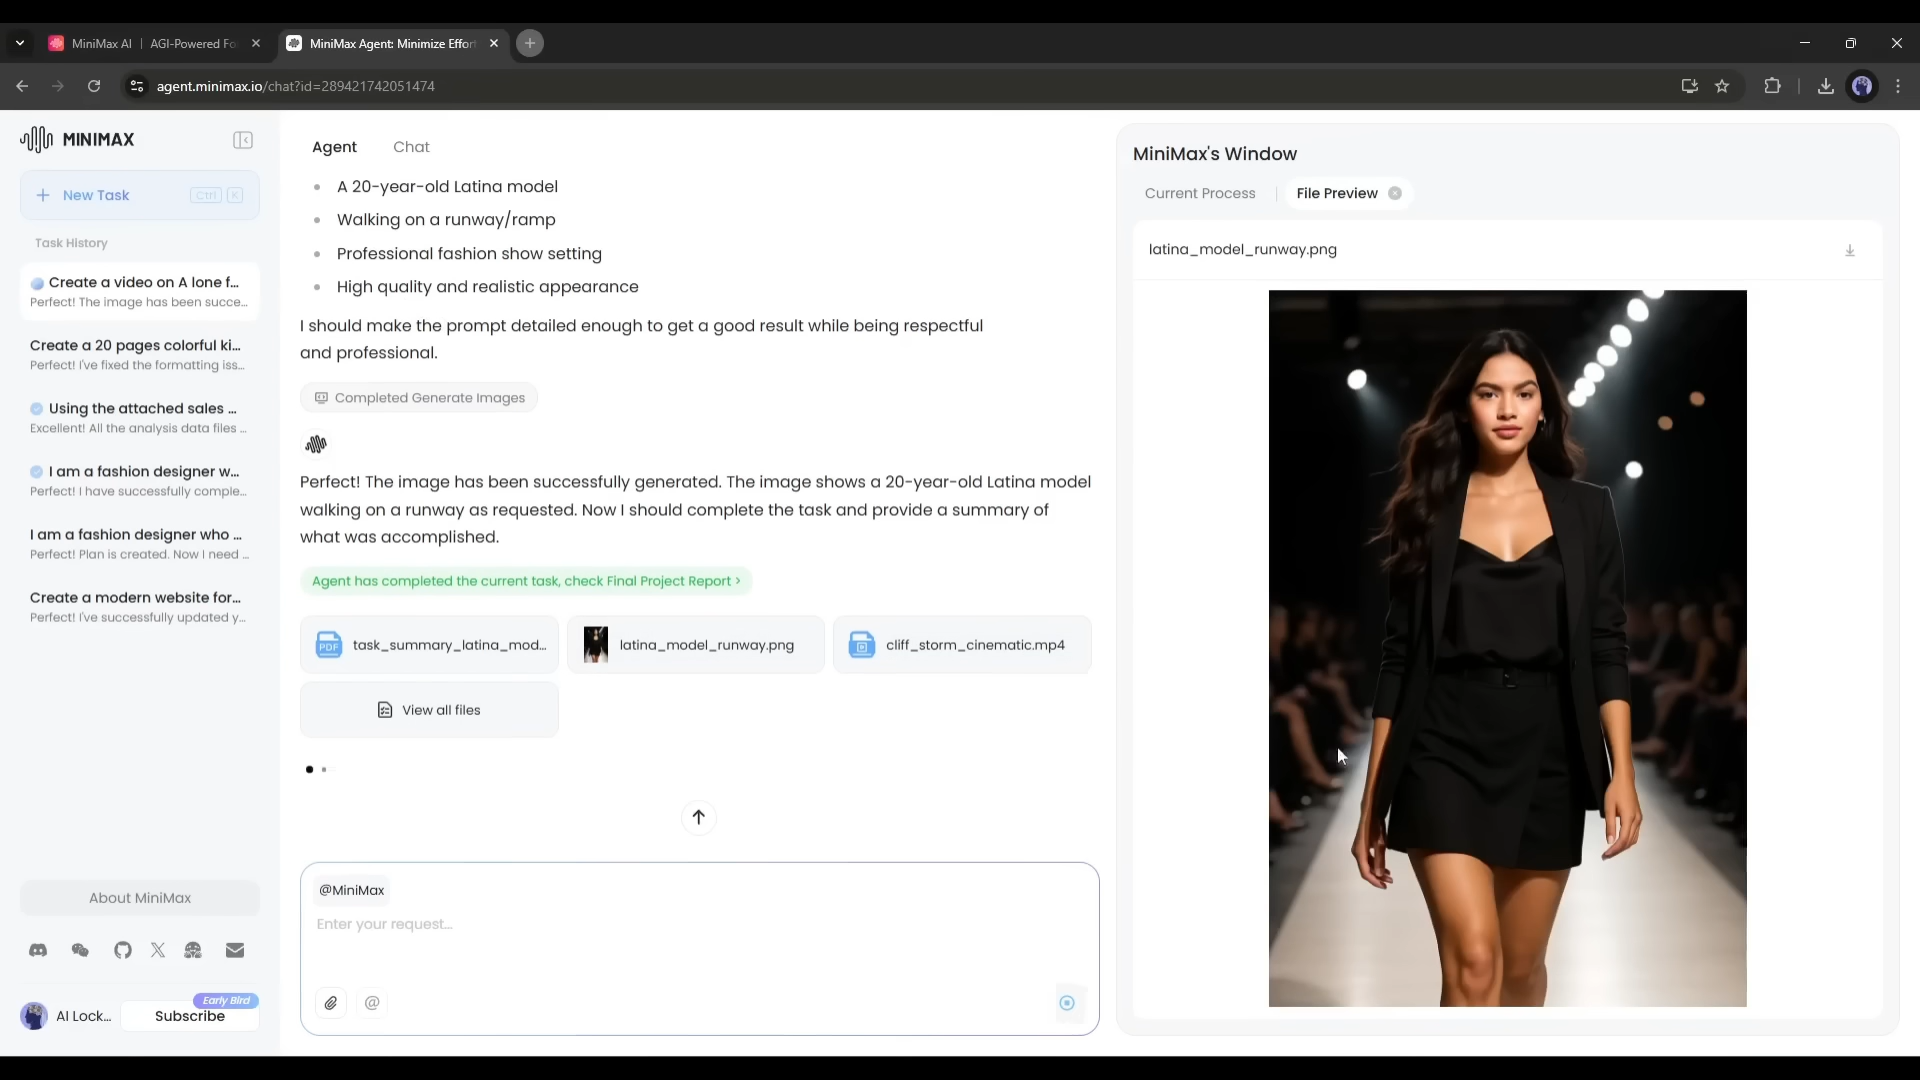 MiniMax AI | AGI-Powered Fo
MiniMax Agent: Minimize Effort
agent.minimax.io/chat?id=289421742051474
MINIMAX
New Task
Ctrl K
Task History
Create a video on A lone f...
Perfect! The image has been succe...
Create a 20 pages colorful ki...
Perfect! I've fixed the formatting iss...
Using the attached sales ...
Excellent! All the analysis data files ...
I am a fashion designer w...
Perfect! I have successfully comple...
I am a fashion designer who ...
Perfect! Plan is created. Now I need ...
Create a modern website for...
Perfect! I've successfully updated y...
About MiniMax
Early Bird
AI Lock...
Subscribe
Agent
Chat
A 20-year-old Latina model
Walking on a runway/ramp
Professional fashion show setting
High quality and realistic appearance
I should make the prompt detailed enough to get a good result while being respectful
and professional.
Completed Generate Images
Perfect! The image has been successfully generated. The image shows a 20-year-old Latina model
walking on a runway as requested. Now I should complete the task and provide a summary of
what was accomplished.
Agent has completed the current task, check Final Project Report >
PDF
task_summary_latina_mod...
latina_model_runway.png
cliff_storm_cinematic.mp4
View all files
@MiniMax
Enter your request...
@
MiniMax's Window
Current Process
File Preview
latina_model_runway.png